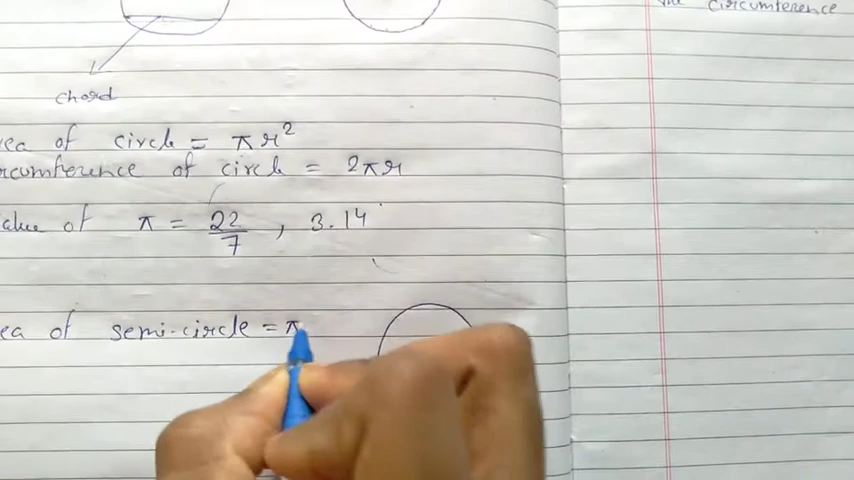 The circumference
chord
ea of circle = πr²
rcumference of circle = 2πr
alue of π = 22/7 , 3.14
ea of semi-circle = π